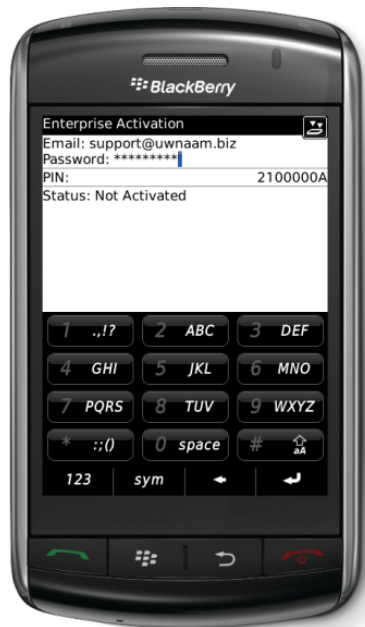 BlackBerry
Enterprise Activation
Email: support@uwnaam.biz
Password: *********
PIN: 2100000A
Status: Not Activated
1 .,!? 2 ABC 3 DEF
4 GHI 5 JKL 6 MNO
7 PQRS 8 TUV 9 WXYZ
* :;() 0 space # aA
123 sym